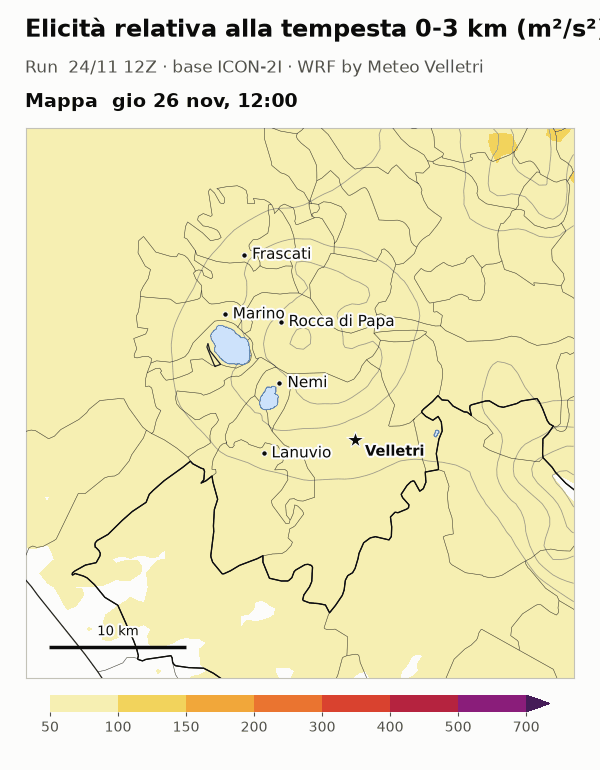 Elicità relativa alla tempesta 0-3 km (m²/s²)
Run  24/11 12Z · base ICON-2I · WRF by Meteo Velletri
Mappa  gio 26 nov, 12:00
Frascati
Marino
Rocca di Papa
Nemi
Velletri
Lanuvio
10 km
50 100 150 200 300 400 500 700